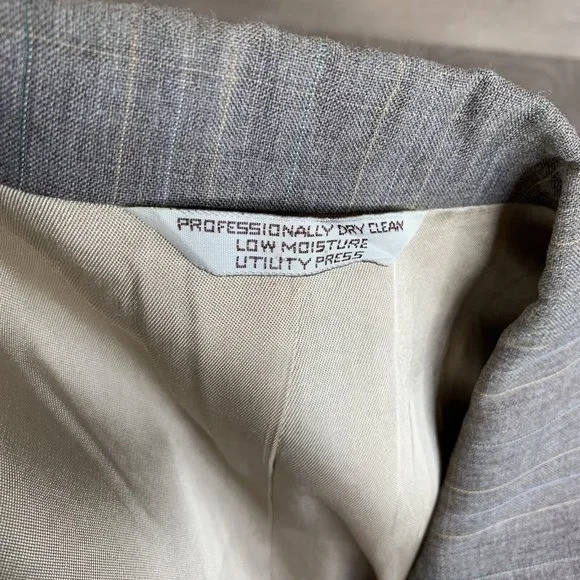 PROFESSIONALLY DRY CLEAN
LOW MOISTURE
UTILITY PRESS